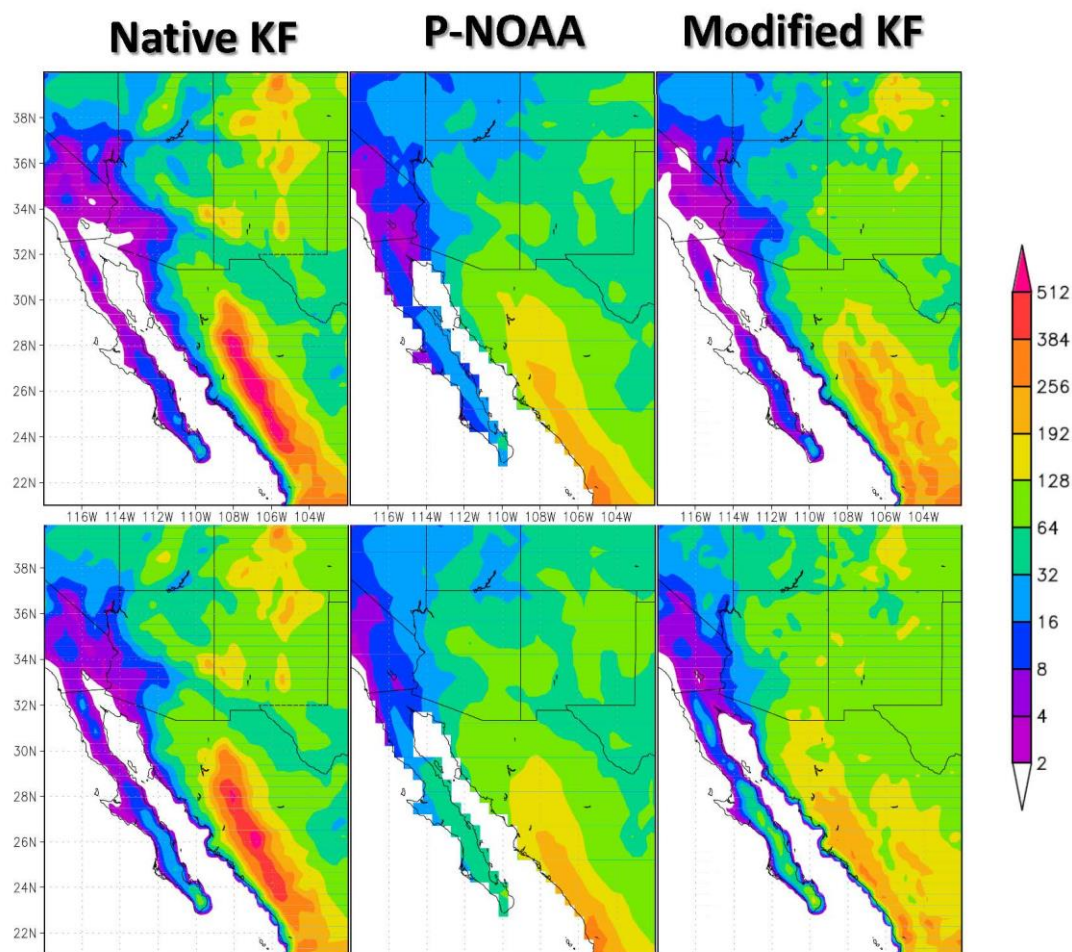 Native KF P-NOAA Modified KF
38N
36N
34N
32N
30N
28N
26N
24N
22N
116W 114W 112W 110W 108W 106W 104W 116W 114W 112W 110W 108W 106W 104W 116W 114W 112W 110W 108W 106W 104W
38N
36N
34N
32N
30N
28N
26N
24N
22N
512
384
256
192
128
64
32
16
8
4
2